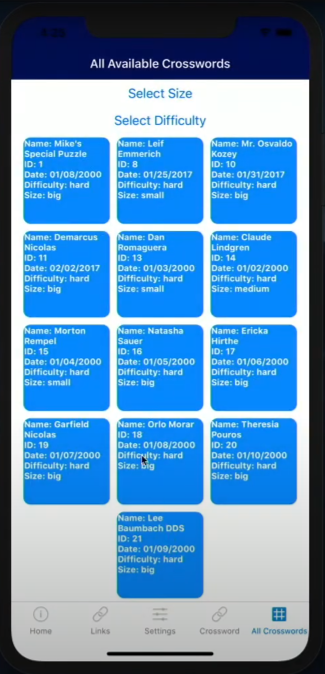 All Available Crosswords
Select Size
Select Difficulty
Name: Mike's
Special Puzzle
ID: 1
Date: 01/08/2000
Difficulty: hard
Size: big
Name: Leif
Emmerich
ID: 8
Date: 01/25/2017
Difficulty: hard
Size: small
Name: Mr. Osvaldo
Kozey
ID: 10
Date: 01/31/2017
Difficulty: hard
Size: big
Name: Demarcus
Nicolas
ID: 11
Date: 02/02/2017
Difficulty: hard
Size: big
Name: Dan
Romaguera
ID: 13
Date: 01/03/2000
Difficulty: hard
Size: small
Name: Claude
Lindgren
ID: 14
Date: 01/02/2000
Difficulty: hard
Size: medium
Name: Morton
Rempel
ID: 15
Date: 01/04/2000
Difficulty: hard
Size: small
Name: Natasha
Sauer
ID: 16
Date: 01/05/2000
Difficulty: hard
Size: big
Name: Ericka
Hirthe
ID: 17
Date: 01/06/2000
Difficulty: hard
Size: big
Name: Garfield
Nicolas
ID: 19
Date: 01/07/2000
Difficulty: hard
Size: big
Name: Orlo Morar
ID: 18
Date: 01/08/2000
Difficulty: hard
Size: big
Name: Theresia
Pouros
ID: 20
Date: 01/10/2000
Difficulty: hard
Size: big
Name: Lee
Baumbach DDS
ID: 21
Date: 01/09/2000
Difficulty: hard
Size: big
Home
Links
Settings
Crossword
All Crosswords